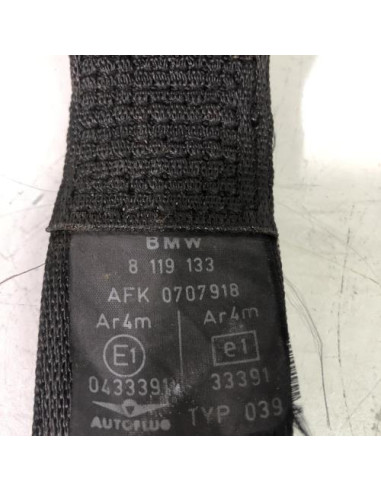 BMW
8 119 133
AFK 0707918
Ar4m Ar4m
E1 e1
0433391 33391
AUTOFLUG TYP 039